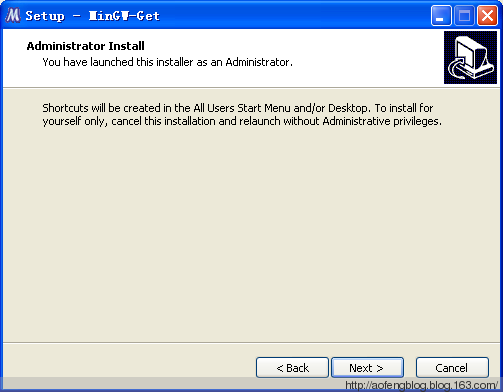 Setup - MinGW-Get
Administrator Install
You have launched this installer as an Administrator.
Shortcuts will be created in the All Users Start Menu and/or Desktop. To install for
yourself only, cancel this installation and relaunch without Administrative privileges.
< Back
Next >
Cancel
http://aofengblog.blog.163.com/